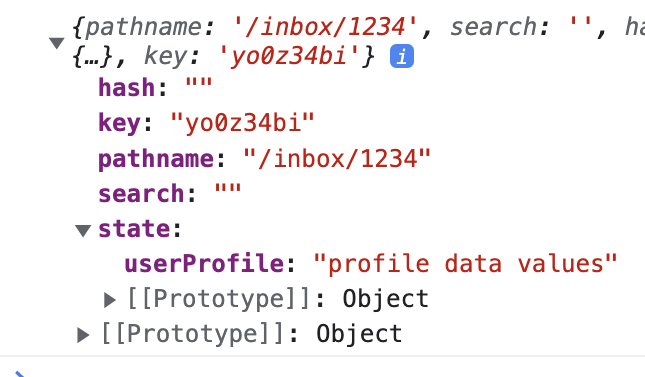 {pathname: '/inbox/1234', search: '', ha
{…}, key: 'yo0z34bi'} i
hash: ""
key: "yo0z34bi"
pathname: "/inbox/1234"
search: ""
state:
userProfile: "profile data values"
[[Prototype]]: Object
[[Prototype]]: Object